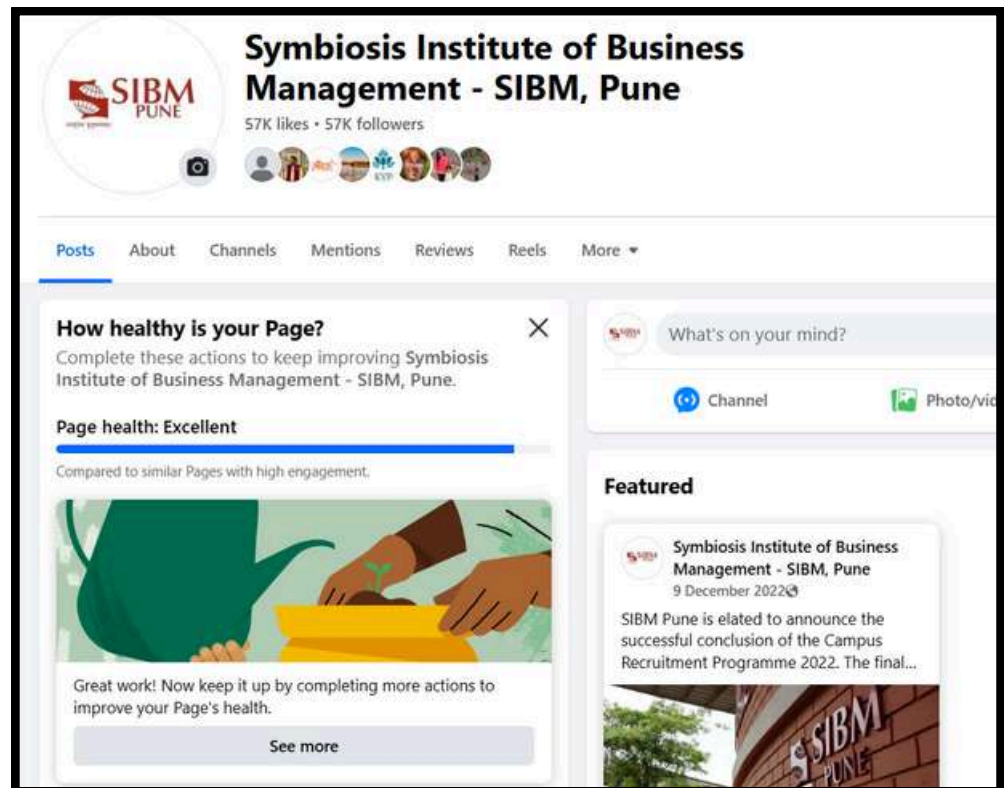 SIBM
PUNE
Symbiosis Institute of Business
Management - SIBM, Pune
57K likes • 57K followers
Posts About Channels Mentions Reviews Reels More
How healthy is your Page?
Complete these actions to keep improving Symbiosis
Institute of Business Management - SIBM, Pune.
Page health: Excellent
Compared to similar Pages with high engagement.
Great work! Now keep it up by completing more actions to
improve your Page's health.
See more
What's on your mind?
Channel Photo/vid
Featured
Symbiosis Institute of Business
Management - SIBM, Pune
9 December 2022
SIBM Pune is elated to announce the
successful conclusion of the Campus
Recruitment Programme 2022. The final...
SIBM
PUNE